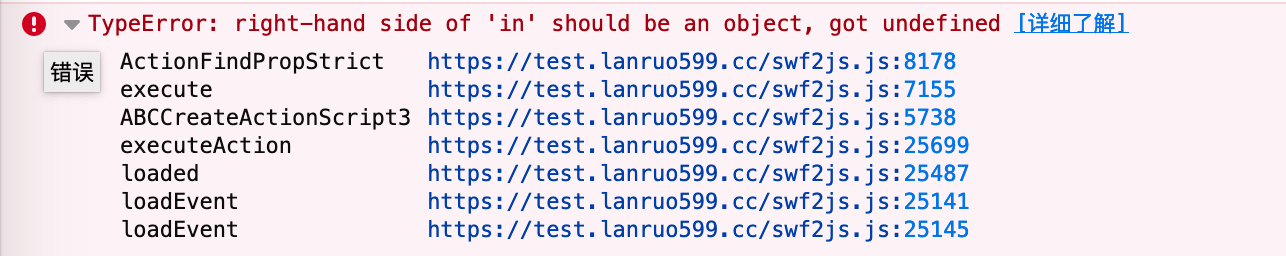 TypeError: right-hand side of 'in' should be an object, got undefined [详细了解]
错误
ActionFindPropStrict https://test.lanruo599.cc/swf2js.js:8178
execute https://test.lanruo599.cc/swf2js.js:7155
ABCCreateActionScript3 https://test.lanruo599.cc/swf2js.js:5738
executeAction https://test.lanruo599.cc/swf2js.js:25699
loaded https://test.lanruo599.cc/swf2js.js:25487
loadEvent https://test.lanruo599.cc/swf2js.js:25141
loadEvent https://test.lanruo599.cc/swf2js.js:25145